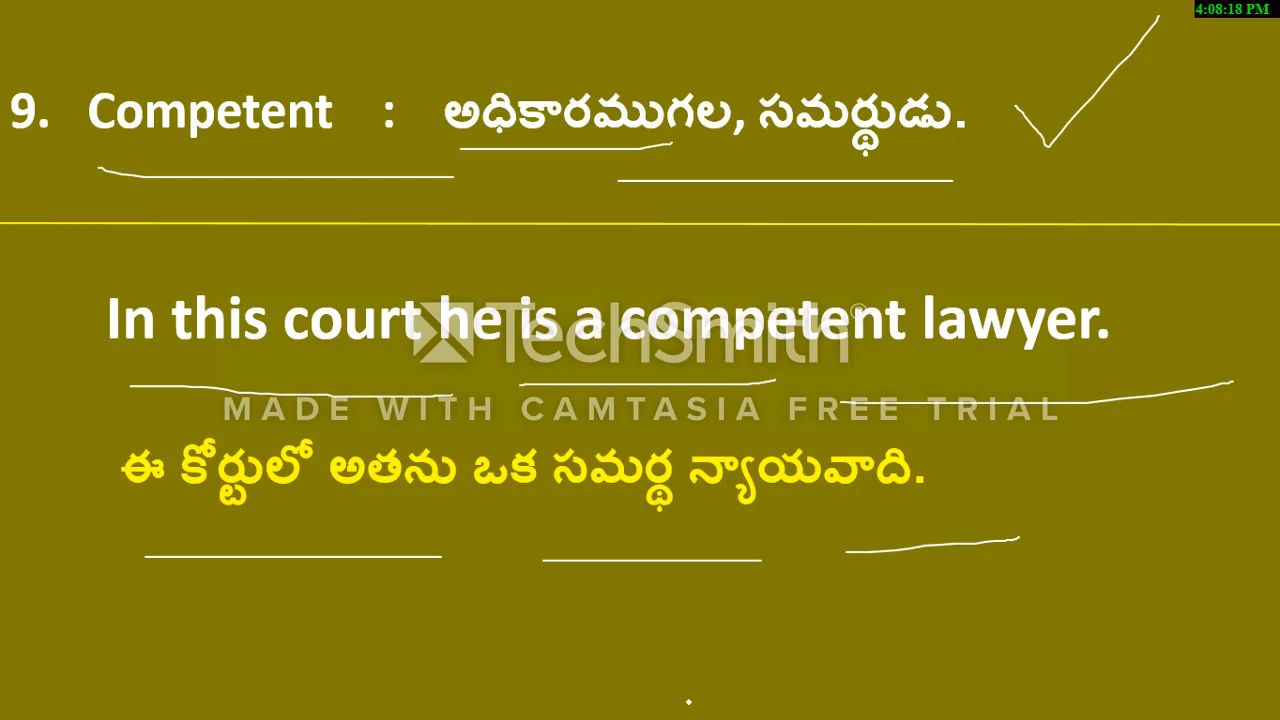 4:08:18 PM
9. Competent : అధికారముగల, సమర్థుడు.
In this court he is a competent lawyer.
TechSmith®
MADE WITH CAMTASIA FREE TRIAL
ఈ కోర్టులో అతను ఒక సమర్థ న్యాయవాది.